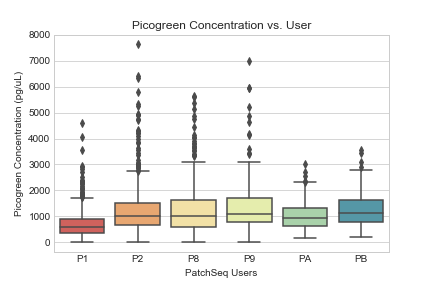 Picogreen Concentration vs. User
8000
7000
6000
5000
4000
3000
2000
1000
0
Picogreen Concentration (pg/uL)
P1 P2 P8 P9 PA PB
PatchSeq Users